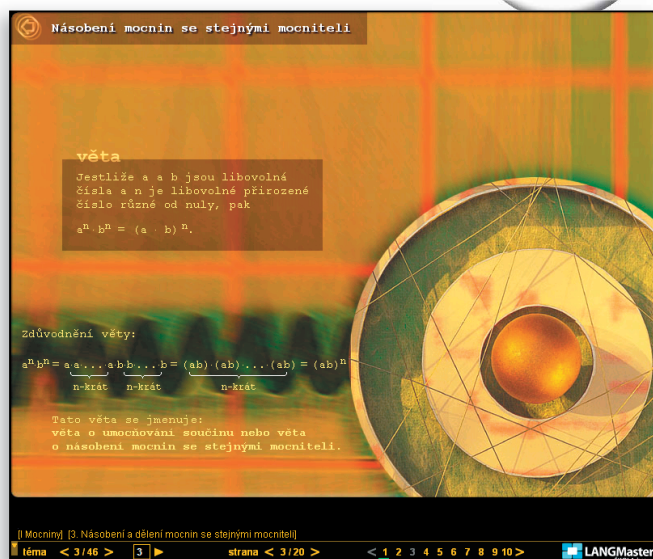 Násobení mocnin se stejnými mocniteli
věta
Jestliže a a b jsou libovolná
čísla a n je libovolné přirozené
číslo různé od nuly, pak
aⁿ·bⁿ = (a · b)ⁿ.
Zdůvodnění věty:
aⁿbⁿ = a·a·...·a·b·b·...·b = (ab)·(ab)·...·(ab) = (ab)ⁿ
n-krát n-krát n-krát
Tato věta se jmenuje:
věta o umocňování součinu nebo věta
o násobení mocnin se stejnými mocniteli.
[I Mocniny] [3. Násobení a dělení mocnin se stejnými mocniteli]
téma < 3/46 > 3 strana < 3/20 > < 1 2 3 4 5 6 7 8 9 10 > LANGMaster